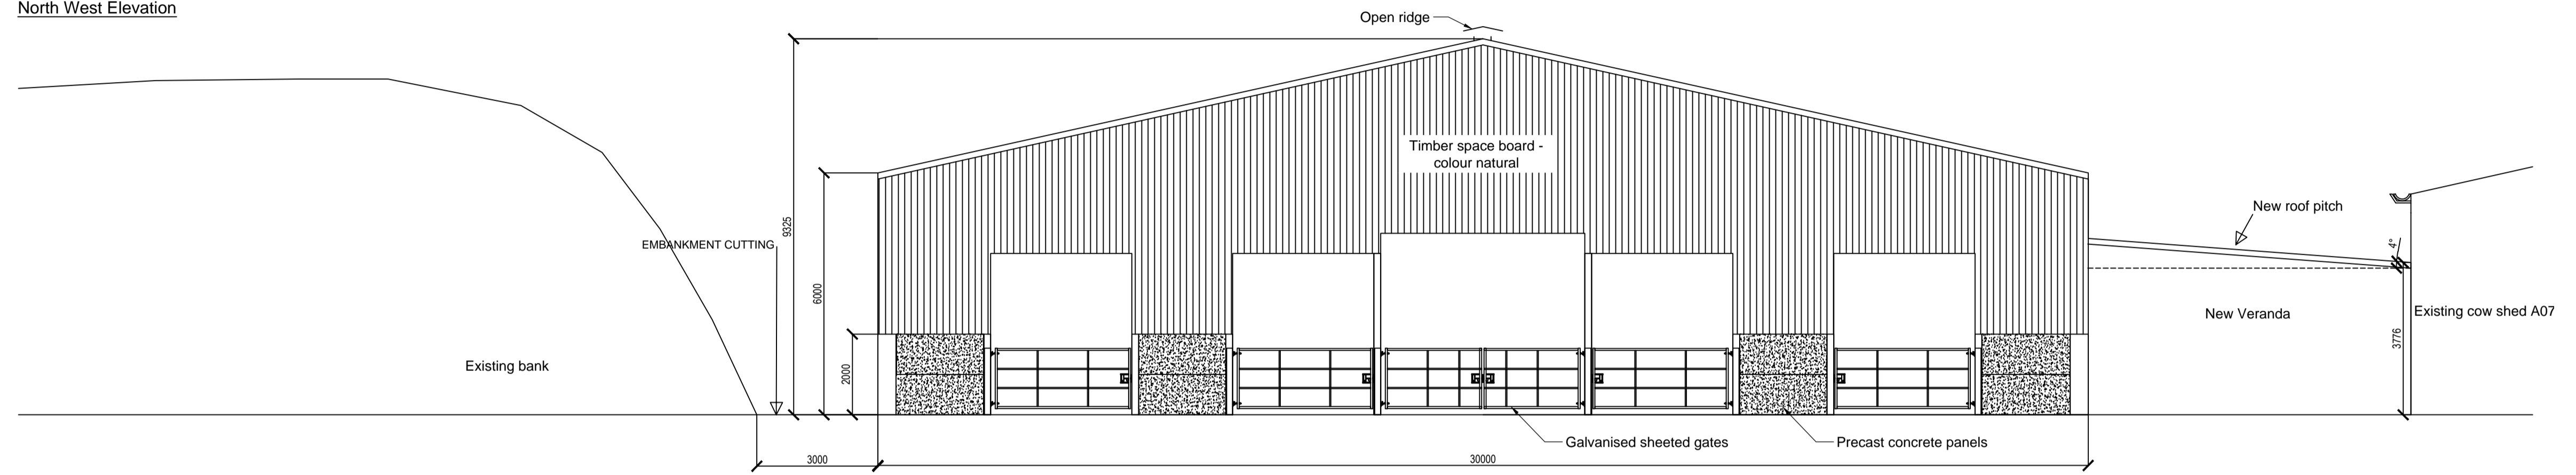 North West Elevation
Open ridge
Timber space board -
colour natural
9325
New roof pitch
4°
EMBANKMENT CUTTING
6000
New Veranda
Existing cow shed A07
3776
Existing bank
2000
Galvanised sheeted gates
Precast concrete panels
3000
30000